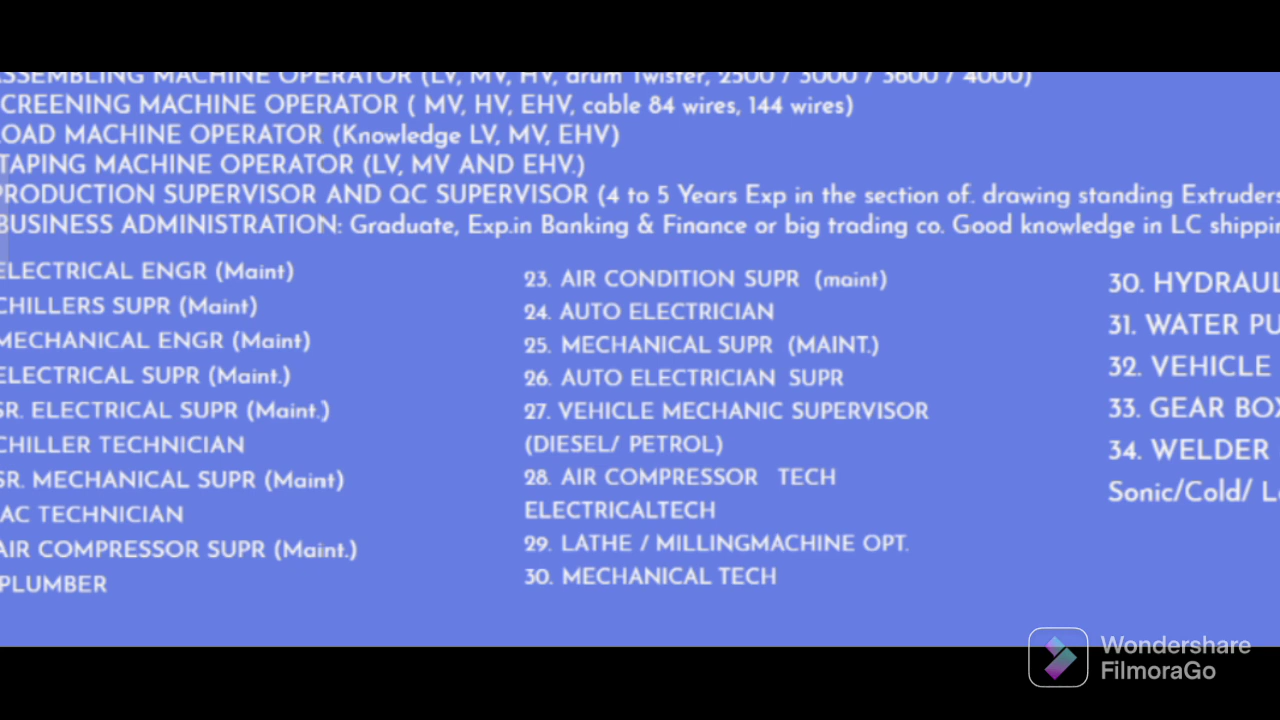 ASSEMBLING MACHINE OPERATOR (LV, MV, HV, drum Twister, 2500 / 3000 / 3600 / 4000)
CREENING MACHINE OPERATOR ( MV, HV, EHV, cable 84 wires, 144 wires)
LOAD MACHINE OPERATOR (Knowledge LV, MV, EHV)
TAPING MACHINE OPERATOR (LV, MV AND EHV.)
PRODUCTION SUPERVISOR AND QC SUPERVISOR (4 to 5 Years Exp in the section of. drawing standing Extruders
BUSINESS ADMINISTRATION: Graduate, Exp.in Banking & Finance or big trading co. Good knowledge in LC shippin
ELECTRICAL ENGR (Maint)
CHILLERS SUPR (Maint)
MECHANICAL ENGR (Maint)
ELECTRICAL SUPR (Maint.)
SR. ELECTRICAL SUPR (Maint.)
CHILLER TECHNICIAN
SR. MECHANICAL SUPR (Maint)
AC TECHNICIAN
AIR COMPRESSOR SUPR (Maint.)
PLUMBER
23. AIR CONDITION SUPR (maint)
24. AUTO ELECTRICIAN
25. MECHANICAL SUPR (MAINT.)
26. AUTO ELECTRICIAN SUPR
27. VEHICLE MECHANIC SUPERVISOR
(DIESEL/ PETROL)
28. AIR COMPRESSOR TECH
ELECTRICALTECH
29. LATHE / MILLINGMACHINE OPT.
30. MECHANICAL TECH
30. HYDRAUL
31. WATER PU
32. VEHICLE
33. GEAR BOX
34. WELDER
Sonic/Cold/
Wondershare
FilmoraGo